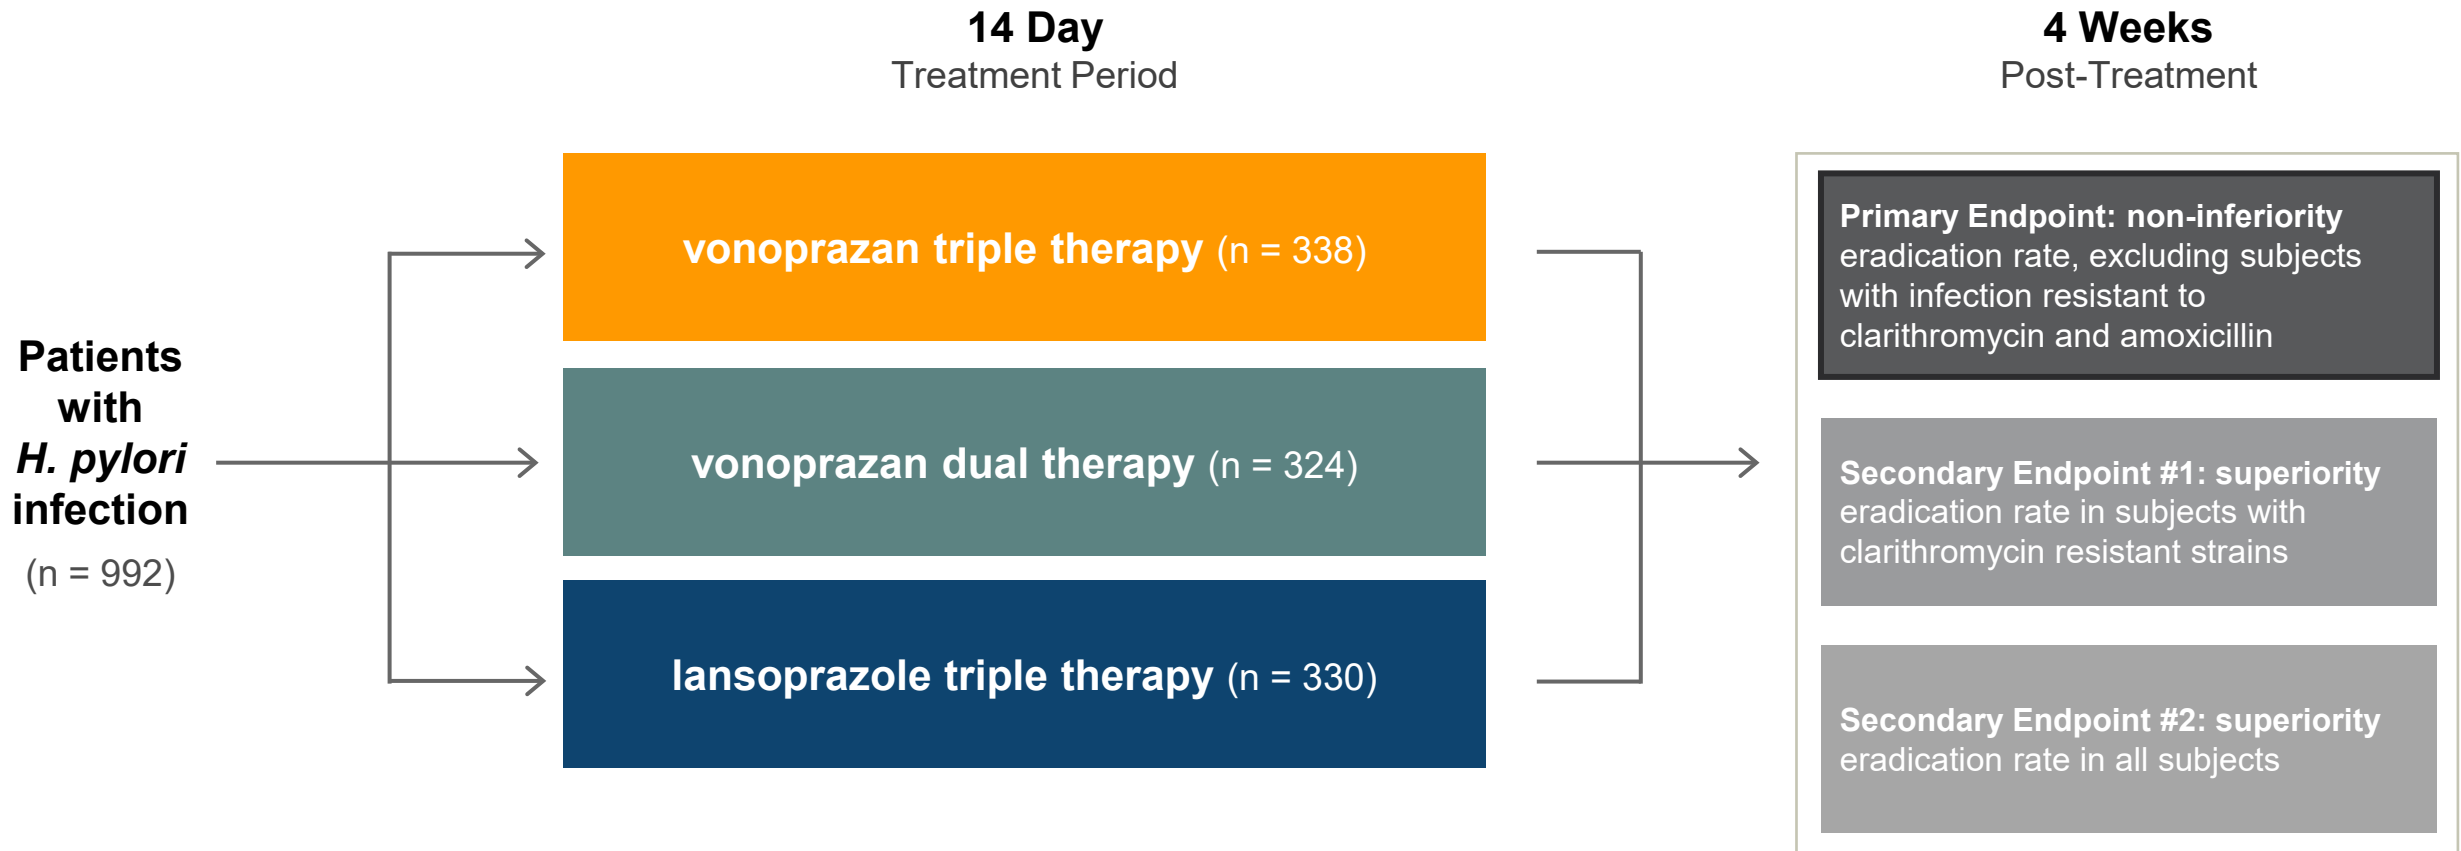 14 Day
Treatment Period
4 Weeks
Post-Treatment
Patients
with
H. pylori
infection
(n = 992)
vonoprazan triple therapy (n = 338)
vonoprazan dual therapy (n = 324)
lansoprazole triple therapy (n = 330)
Primary Endpoint: non-inferiority
eradication rate, excluding subjects
with infection resistant to
clarithromycin and amoxicillin
Secondary Endpoint #1: superiority
eradication rate in subjects with
clarithromycin resistant strains
Secondary Endpoint #2: superiority
eradication rate in all subjects